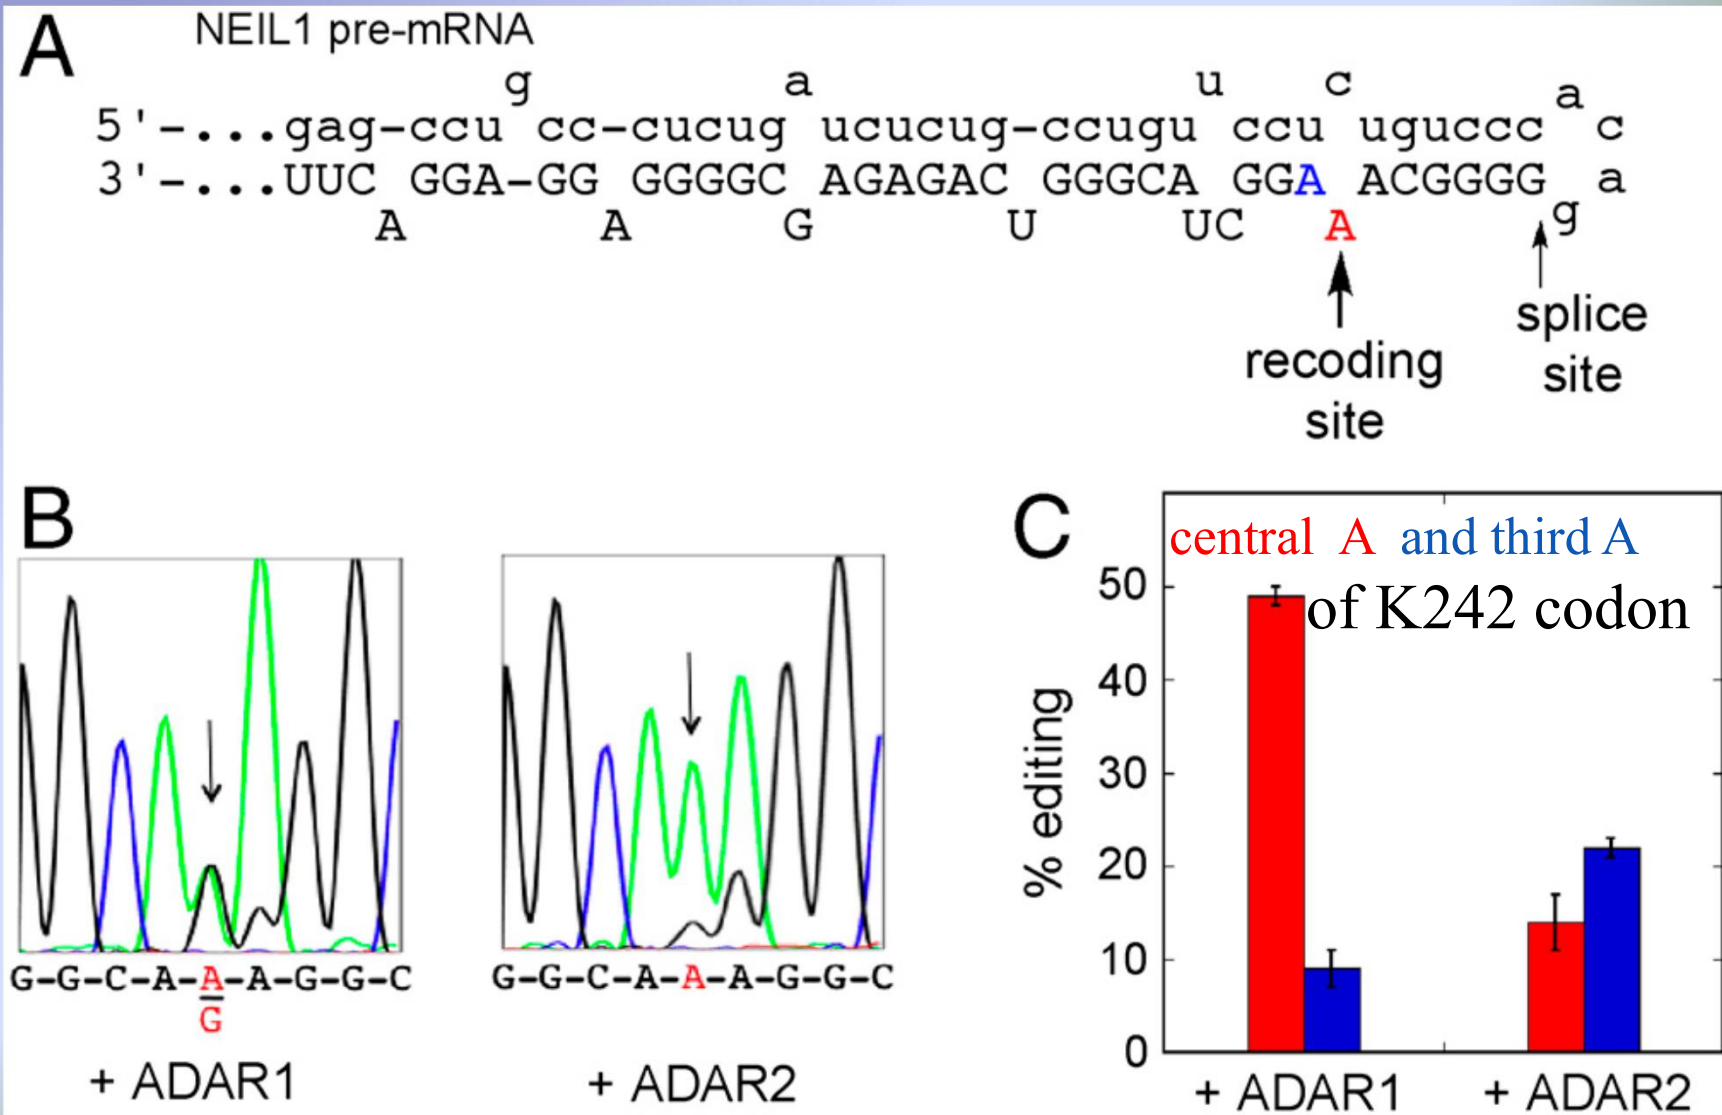 A
NEIL1 pre-mRNA
g a u c a
5'-...gag-ccu cc-cucug ucucug-ccugu ccu uguccc c
3'-...UUC GGA-GG GGGGC AGAGAC GGGCA GGA ACGGGG a
A A G U UC A g
recoding
site
splice
site
B
G-G-C-A-A-A-G-G-C
G
+ ADAR1
G-G-C-A-A-A-G-G-C
+ ADAR2
C
central A and third A
of K242 codon
% editing
50
40
30
20
10
0
+ ADAR1
+ ADAR2